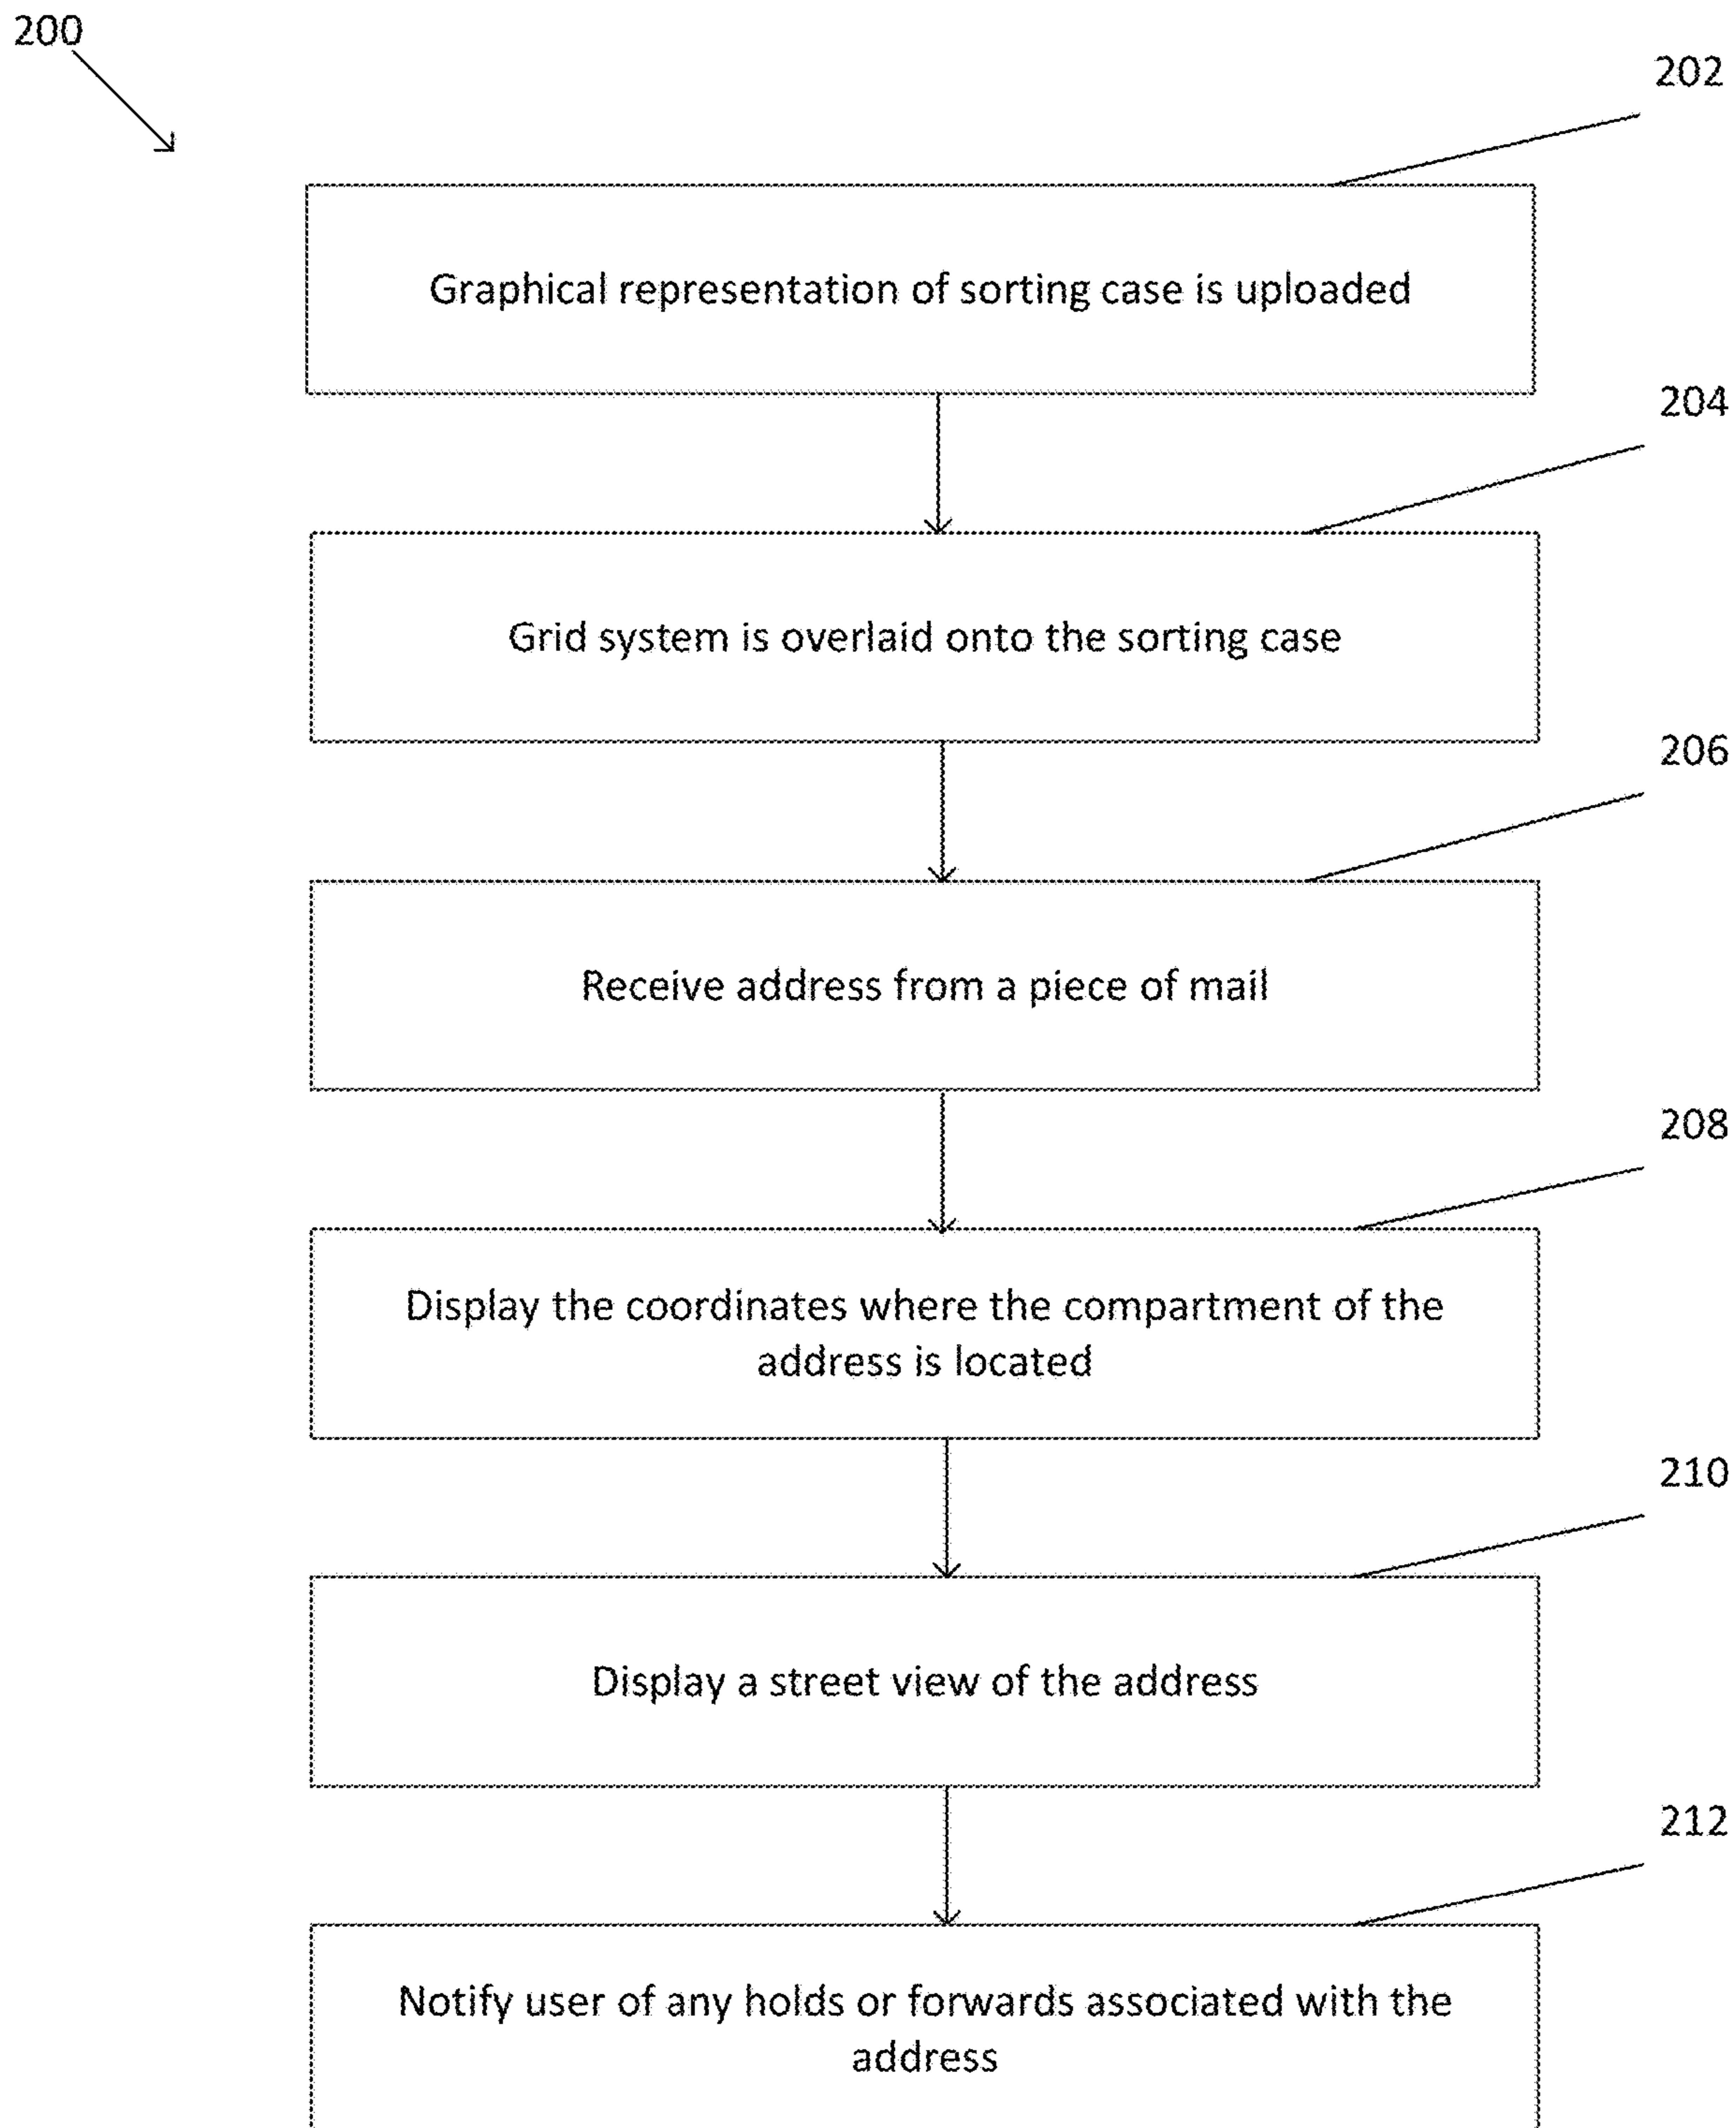 200
202
Graphical representation of sorting case is uploaded
204
Grid system is overlaid onto the sorting case
206
Receive address from a piece of mail
208
Display the coordinates where the compartment of the
address is located
210
Display a street view of the address
212
Notify user of any holds or forwards associated with the
address